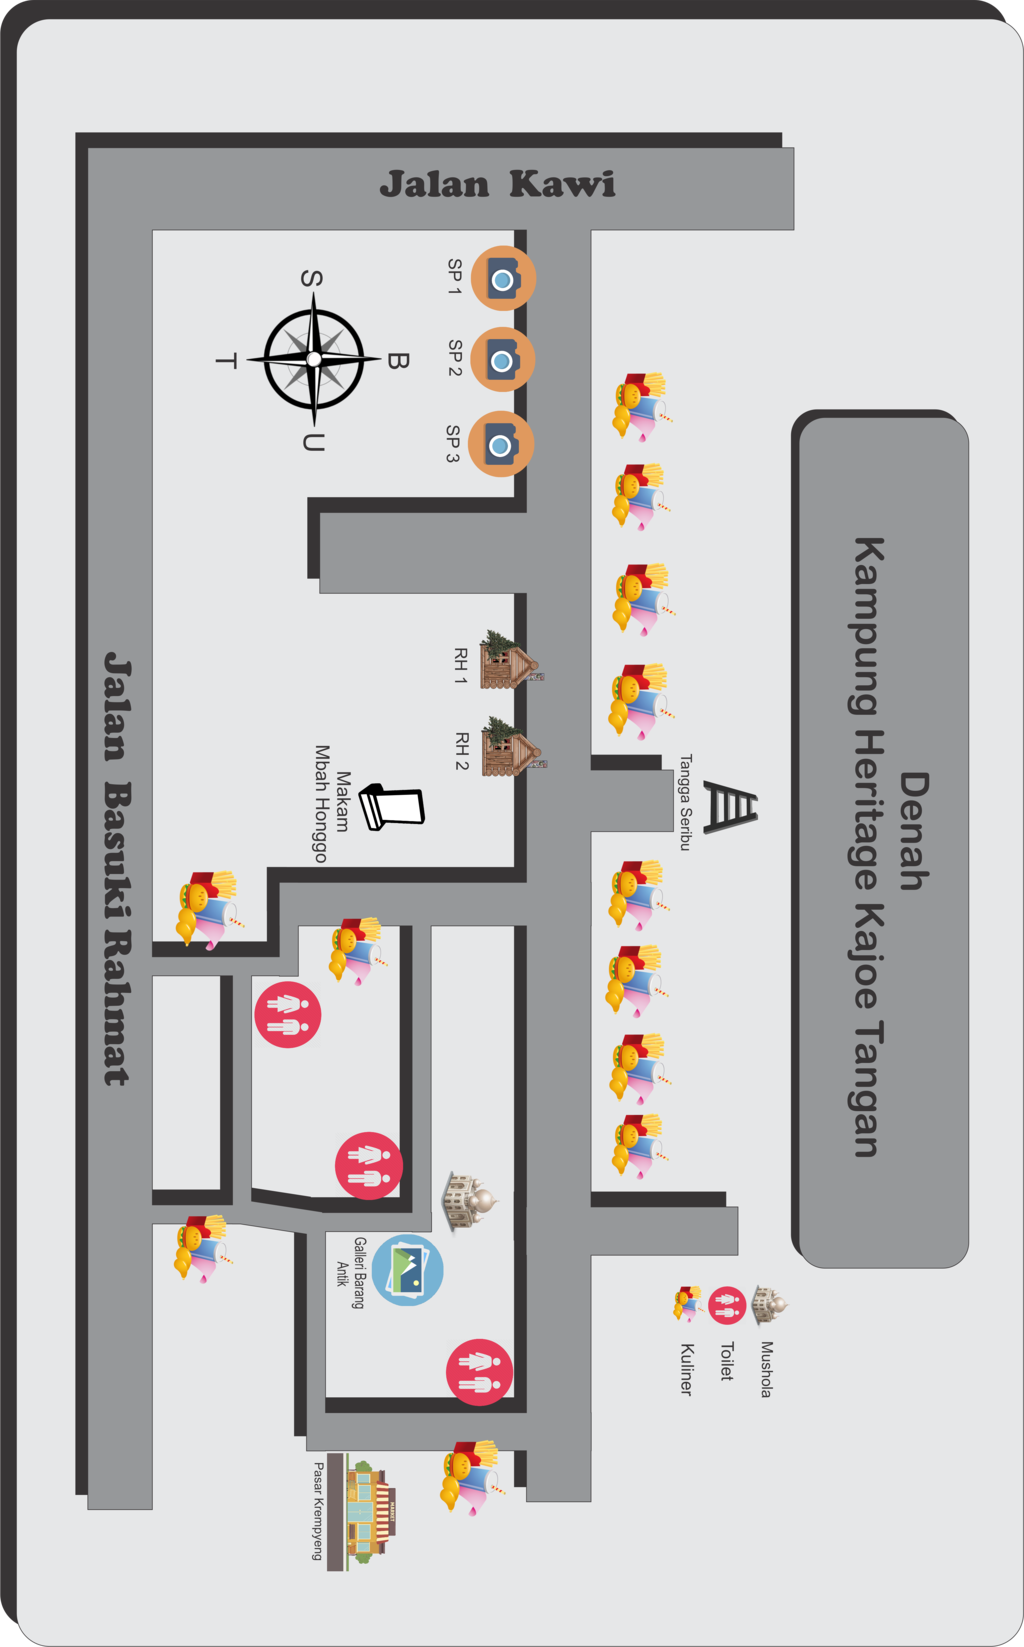 Denah
Kampung Heritage Kajoe Tangan
Jalan Kawi
SP 1
SP 2
SP 3
S
B
T
U
RH 1
RH 2
Tangga Seribu
Makam
Mbah Honggo
Jalan Basuki Rahmat
Galleri Barang
Antik
Mushola
Toilet
Kuliner
MARKET
Pasar Krempyeng